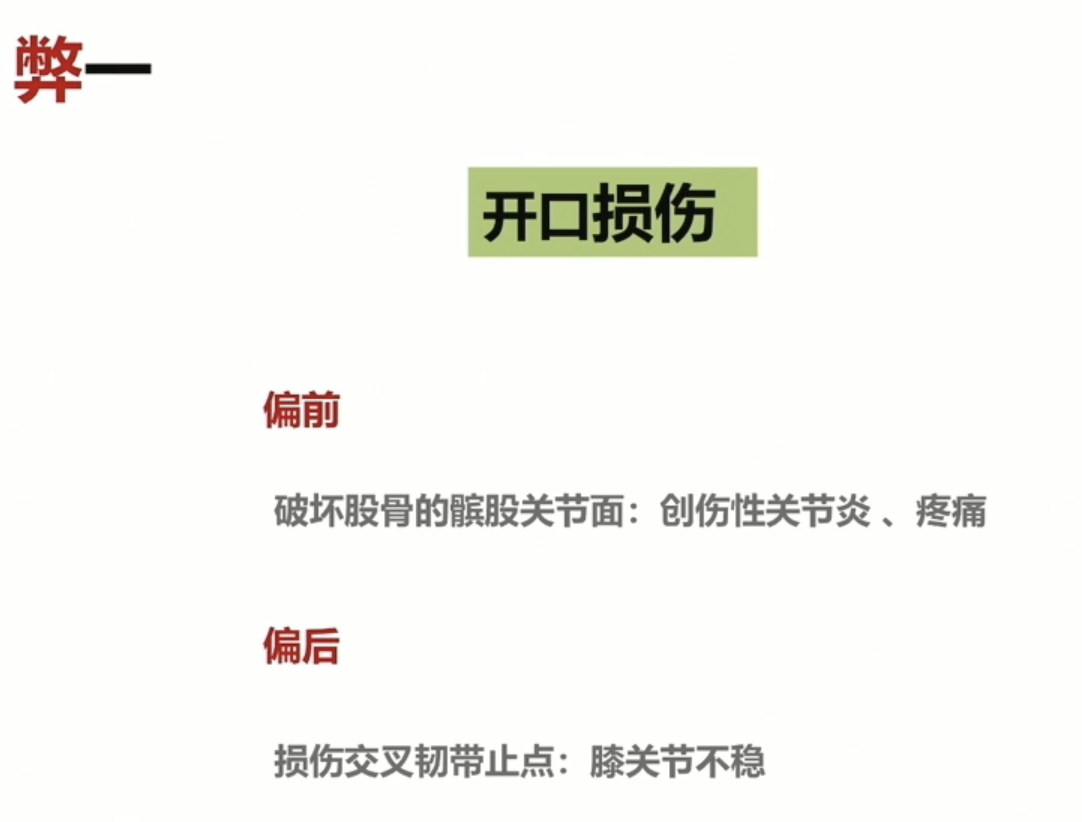 弊一
开口损伤
偏前
破坏股骨的髌股关节面：创伤性关节炎 、疼痛
偏后
损伤交叉韧带止点：膝关节不稳